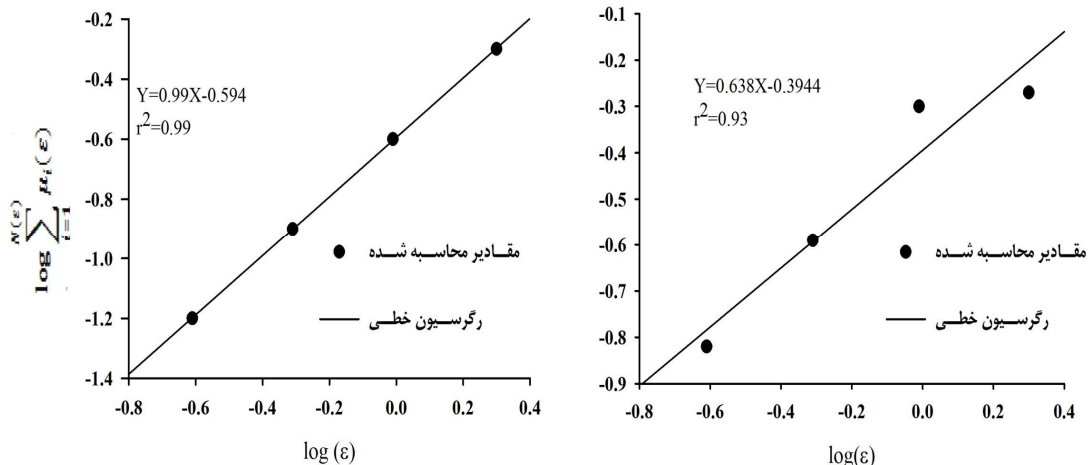 -0.2
-0.4
-0.6
-0.8
-1.0
-1.2
-1.4
Y=0.99X-0.594
r²=0.99
log ∑ μᵢ(ε)
N(ε)
i=1
مقادیر محاسبه شده
رگرسیون خطی
-0.8 -0.6 -0.4 -0.2 0.0 0.2 0.4
log (ε)
-0.1
-0.2
-0.3
-0.4
-0.5
-0.6
-0.7
-0.8
-0.9
Y=0.638X-0.3944
r²=0.93
مقادیر محاسبه شده
رگرسیون خطی
-0.8 -0.6 -0.4 -0.2 0.0 0.2 0.4
log(ε)